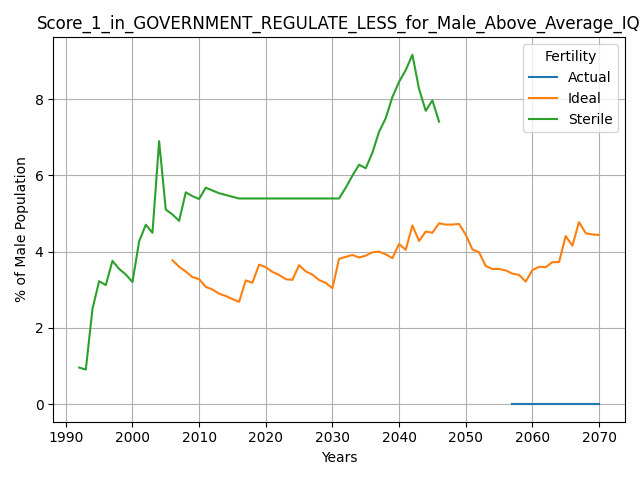 Score_1_in_GOVERNMENT_REGULATE_LESS_for_Male_Above_Average_IQ
Fertility
Actual
Ideal
Sterile
% of Male Population
8
6
4
2
0
1990 2000 2010 2020 2030 2040 2050 2060 2070
Years